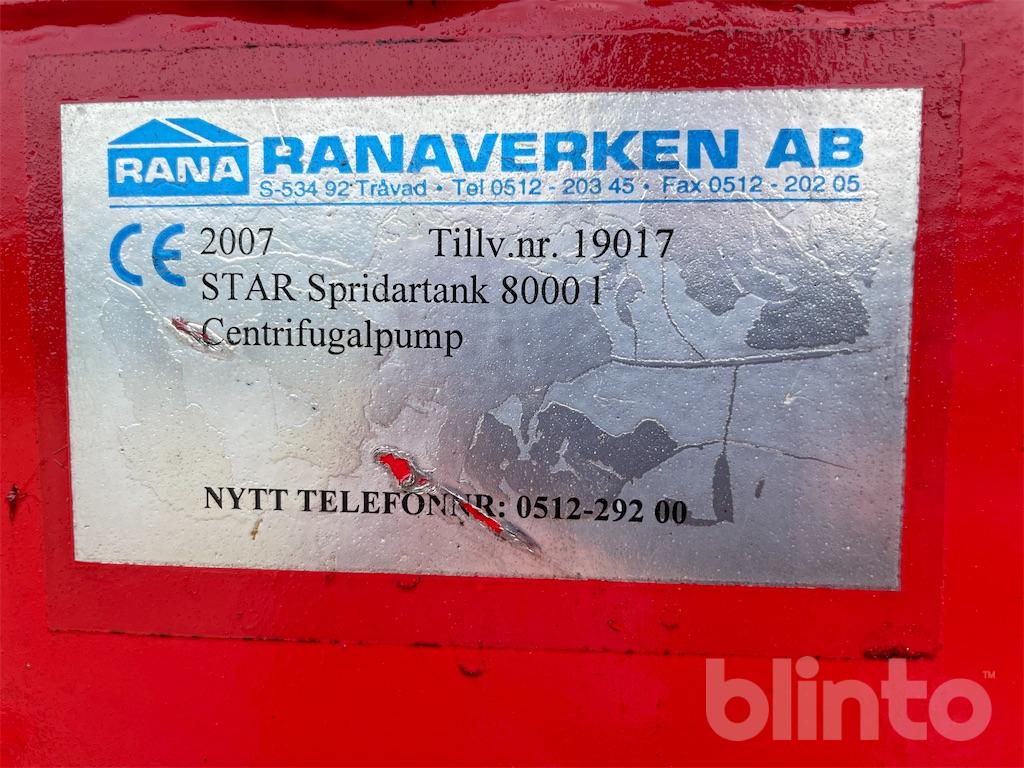 RANA RANAVERKEN AB
S-534 92 Tråvad • Tel 0512 - 203 45 • Fax 0512 - 202 05
CE 2007 Tillv.nr. 19017
STAR Spridartank 8000 l
Centrifugalpump
NYTT TELEFONNR: 0512-292 00
blinto™